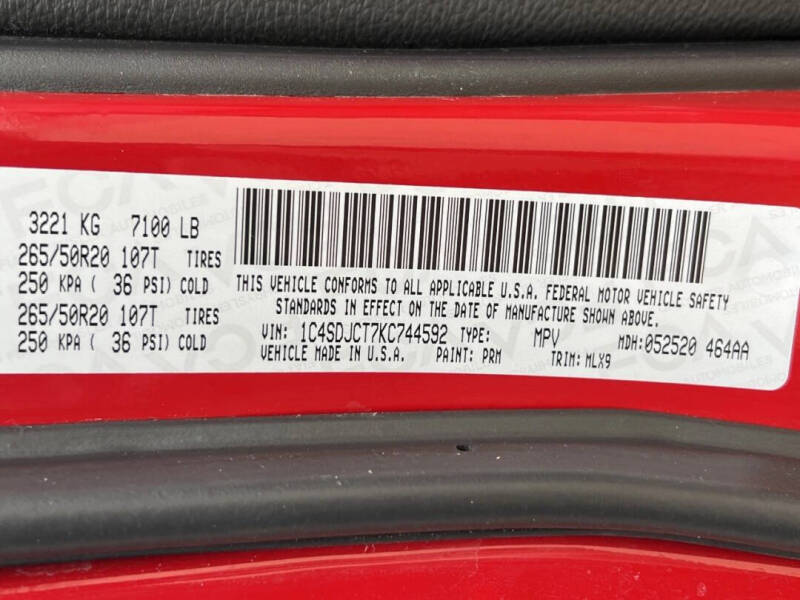 3221 KG 7100 LB
265/50R20 107T TIRES
250 KPA ( 36 PSI) COLD
265/50R20 107T TIRES
250 KPA ( 36 PSI) COLD
THIS VEHICLE CONFORMS TO ALL APPLICABLE U.S.A. FEDERAL MOTOR VEHICLE SAFETY
STANDARDS IN EFFECT ON THE DATE OF MANUFACTURE SHOWN ABOVE.
VIN: 1C4SDJCT7KC744592 TYPE: MPV MDH:052520 464AA
VEHICLE MADE IN U.S.A. PAINT: PRM TRIM: MLX9